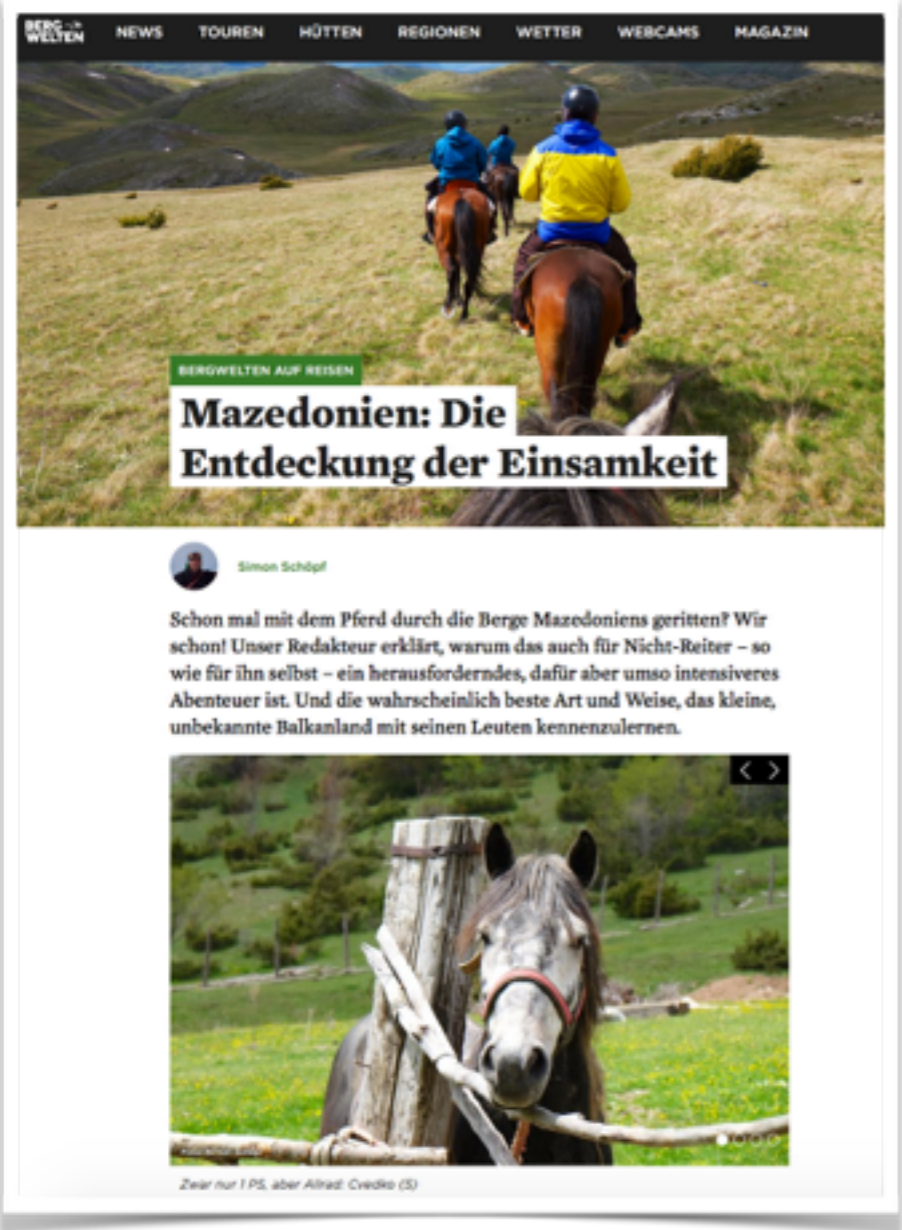 BERG WELTEN NEWS TOUREN HÜTTEN REGIONEN WETTER WEBCAMS MAGAZIN
BERGWELTEN AUF REISEN
Mazedonien: Die
Entdeckung der Einsamkeit
Simon Schöpf
Schon mal mit dem Pferd durch die Berge Mazedoniens geritten? Wir
schon! Unser Redakteur erklärt, warum das auch für Nicht-Reiter – so
wie für ihn selbst – ein herausforderndes, dafür aber umso intensiveres
Abenteuer ist. Und die wahrscheinlich beste Art und Weise, das kleine,
unbekannte Balkanland mit seinen Leuten kennenzulernen.
Zwar nur 1 PS, aber Allrad: Cvedko (5)